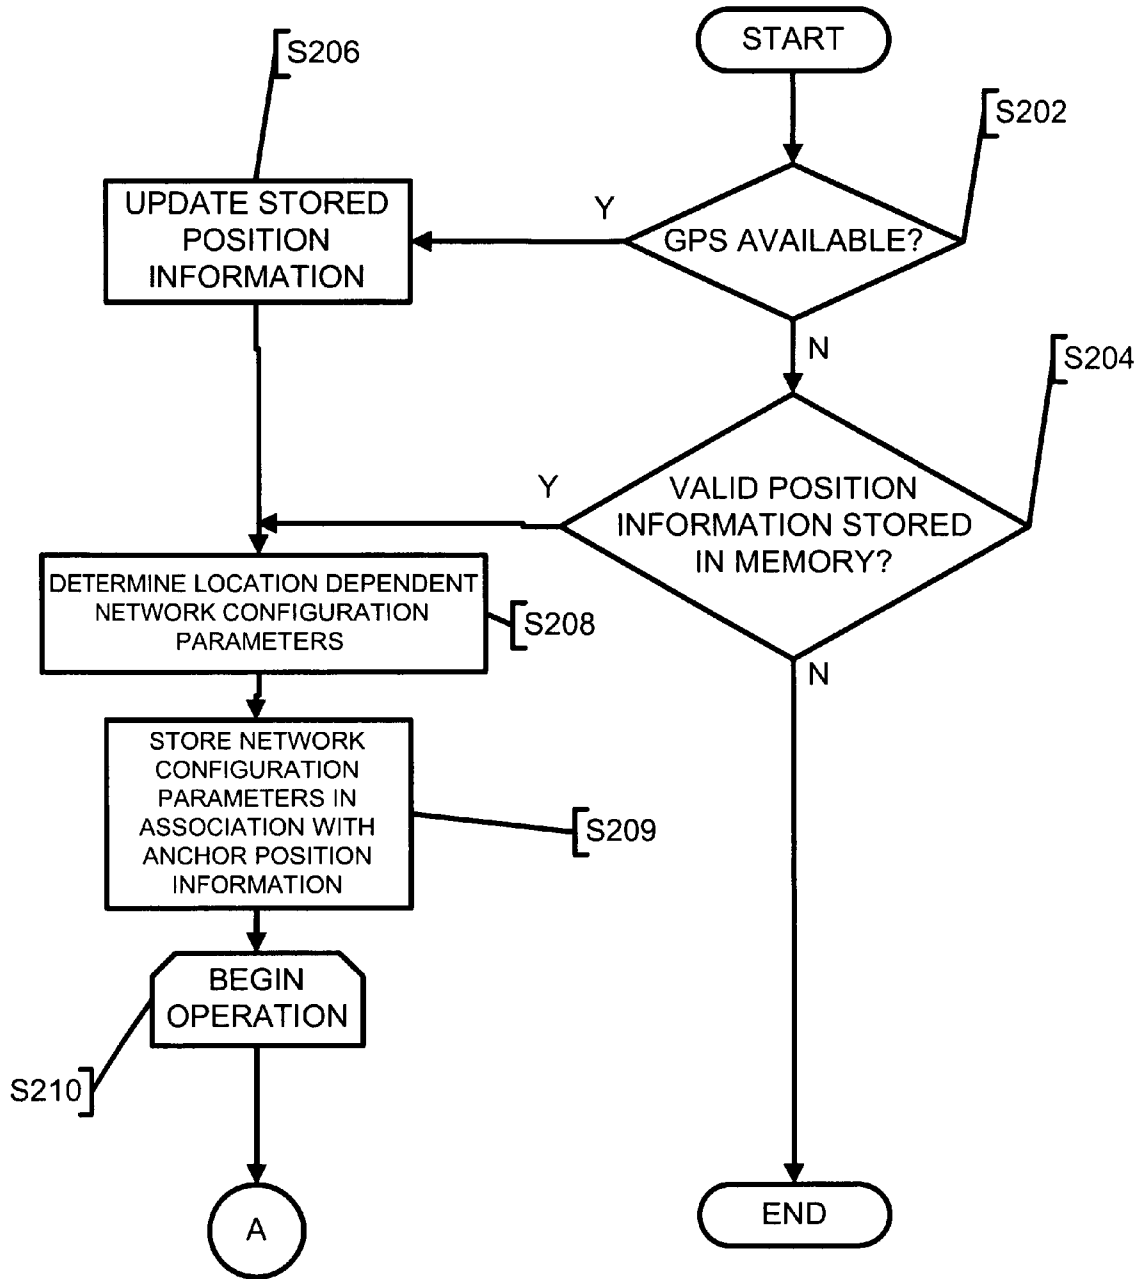 START
S206
S202
UPDATE STORED
POSITION
INFORMATION
Y
GPS AVAILABLE?
N
S204
Y
VALID POSITION
INFORMATION STORED
IN MEMORY?
DETERMINE LOCATION DEPENDENT
NETWORK CONFIGURATION
PARAMETERS
S208
N
STORE NETWORK
CONFIGURATION
PARAMETERS IN
ASSOCIATION WITH
ANCHOR POSITION
INFORMATION
S209
BEGIN
OPERATION
S210
A
END